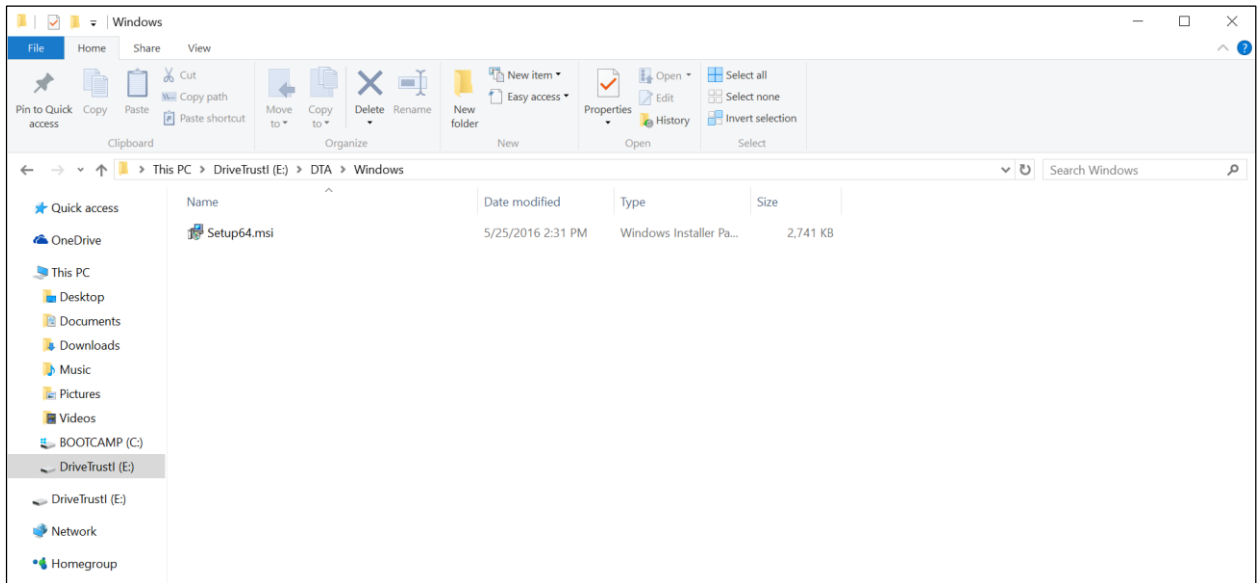 Windows
File Home Share View
Pin to Quick access
Copy
Paste
Cut
Copy path
Paste shortcut
Clipboard
Move to
Copy to
Delete
Rename
Organize
New folder
New item
Easy access
New
Properties
Open
Edit
History
Open
Select all
Select none
Invert selection
Select
This PC > DriveTrustI (E:) > DTA > Windows
Search Windows
Name Date modified Type Size
Setup64.msi 5/25/2016 2:31 PM Windows Installer Pa... 2,741 KB
Quick access
OneDrive
This PC
Desktop
Documents
Downloads
Music
Pictures
Videos
BOOTCAMP (C:)
DriveTrustI (E:)
DriveTrustI (E:)
Network
Homegroup